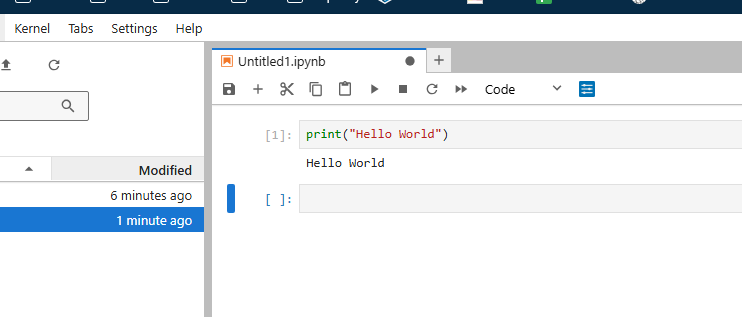 Kernel Tabs Settings Help
Untitled1.ipynb
Code
[1]: print("Hello World")
Hello World
Modified
6 minutes ago
[ ]:
1 minute ago